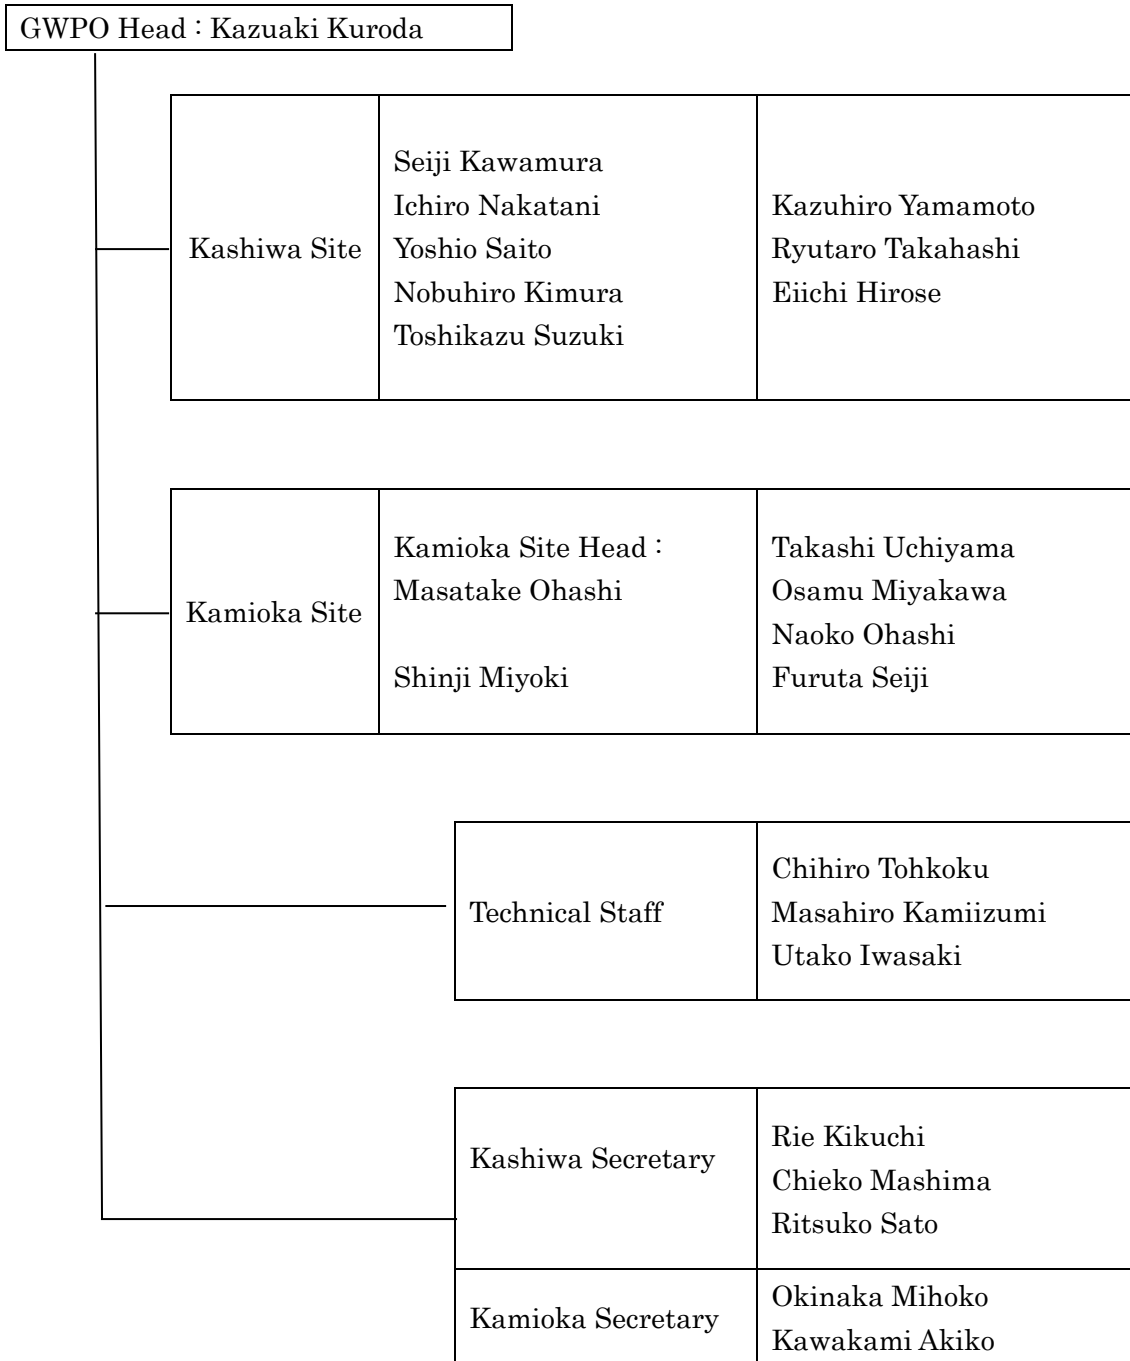 GWPO Head：Kazuaki Kuroda
Kashiwa Site
Seiji Kawamura
Ichiro Nakatani
Yoshio Saito
Nobuhiro Kimura
Toshikazu Suzuki
Kazuhiro Yamamoto
Ryutaro Takahashi
Eiichi Hirose
Kamioka Site
Kamioka Site Head：
Masatake Ohashi
Shinji Miyoki
Takashi Uchiyama
Osamu Miyakawa
Naoko Ohashi
Furuta Seiji
Technical Staff
Chihiro Tohkoku
Masahiro Kamiizumi
Utako Iwasaki
Kashiwa Secretary
Rie Kikuchi
Chieko Mashima
Ritsuko Sato
Kamioka Secretary
Okinaka Mihoko
Kawakami Akiko